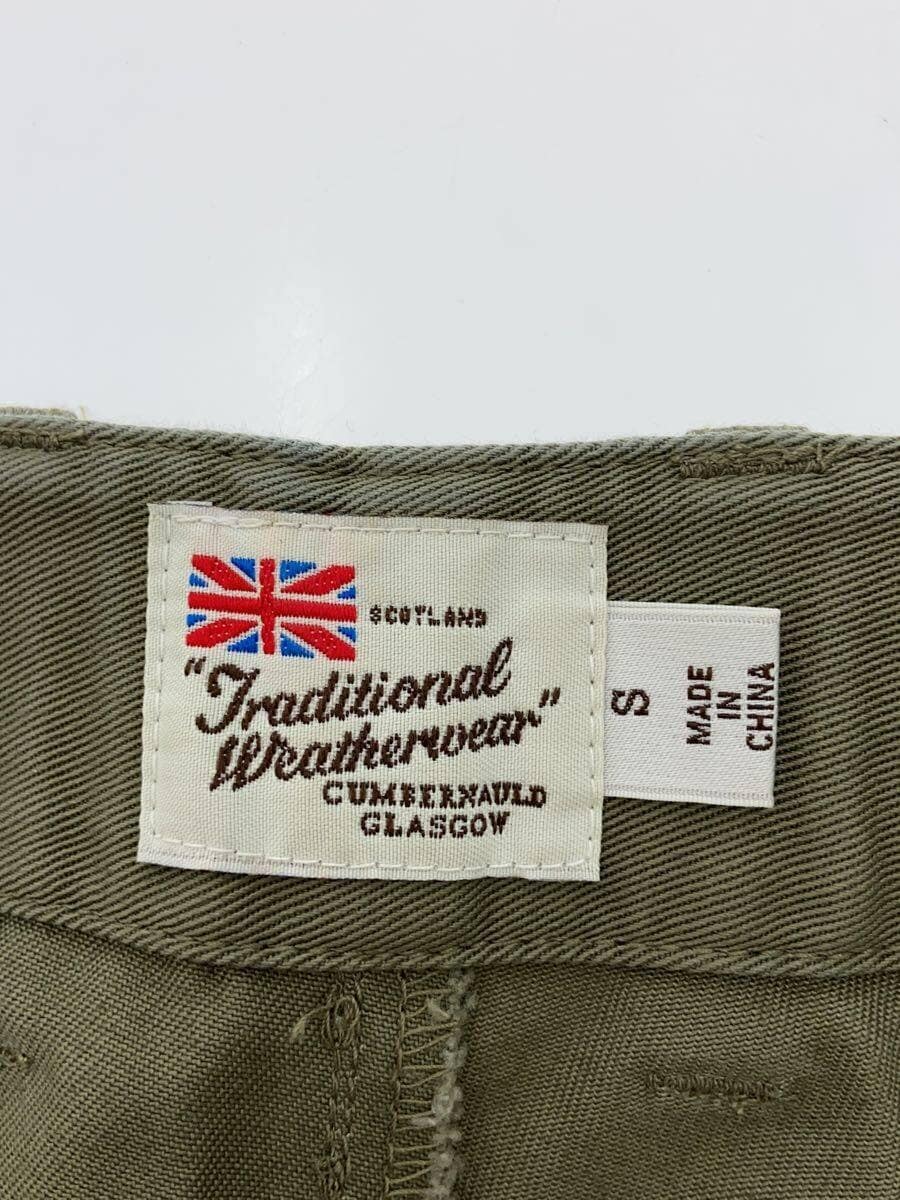 SCOTLAND
"Traditional
Weatherwear"
CUMBERNAULD
GLASGOW
S
MADE
IN
CHINA